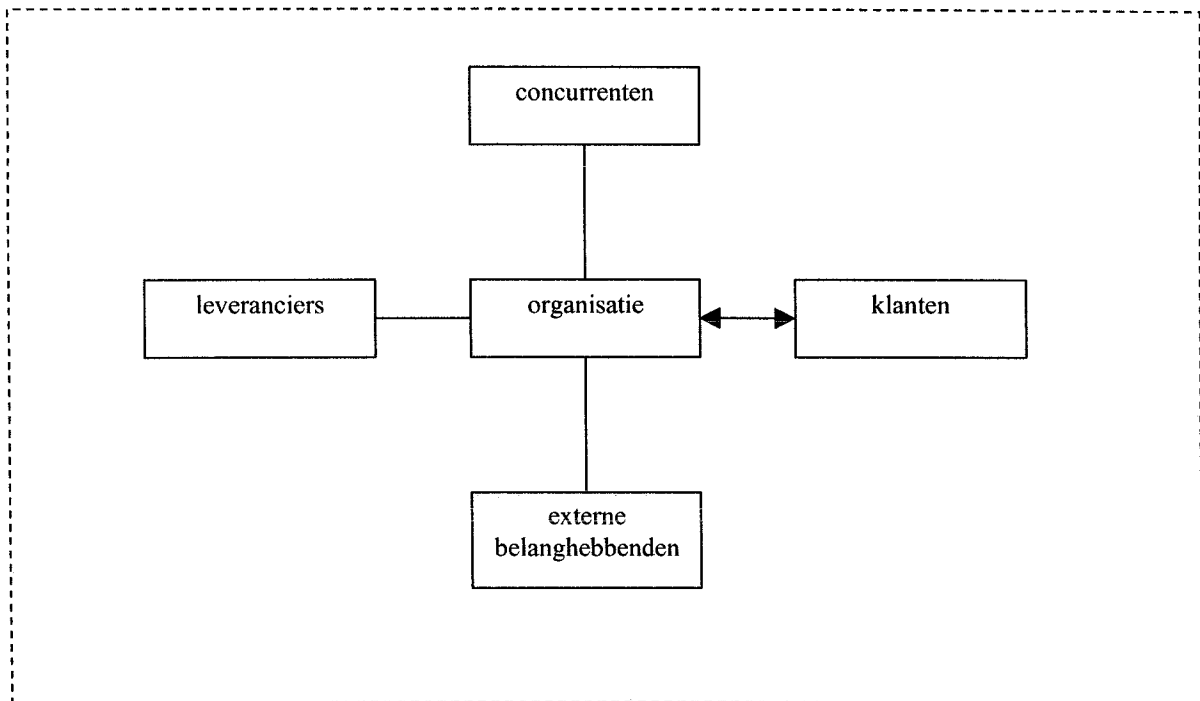 concurrenten
leveranciers
organisatie
klanten
externe
belanghebbenden